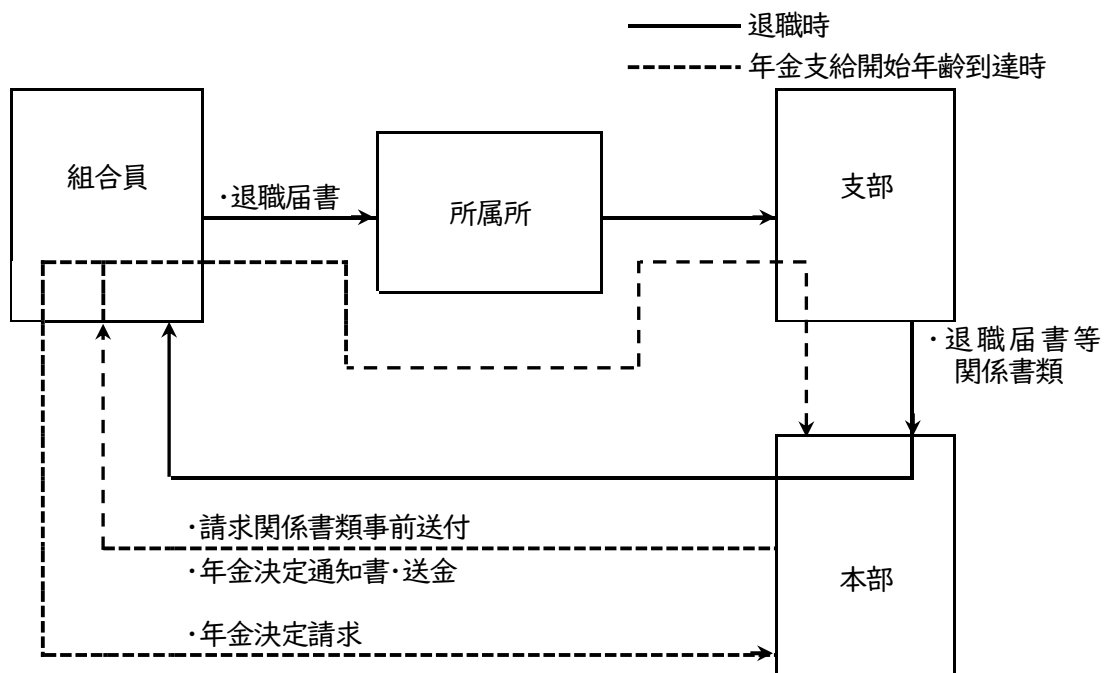 退職時
年金支給開始年齢到達時
組合員
・退職届書
所属所
支部
・退職届書等
関係書類
・請求関係書類事前送付
・年金決定通知書・送金
本部
・年金決定請求